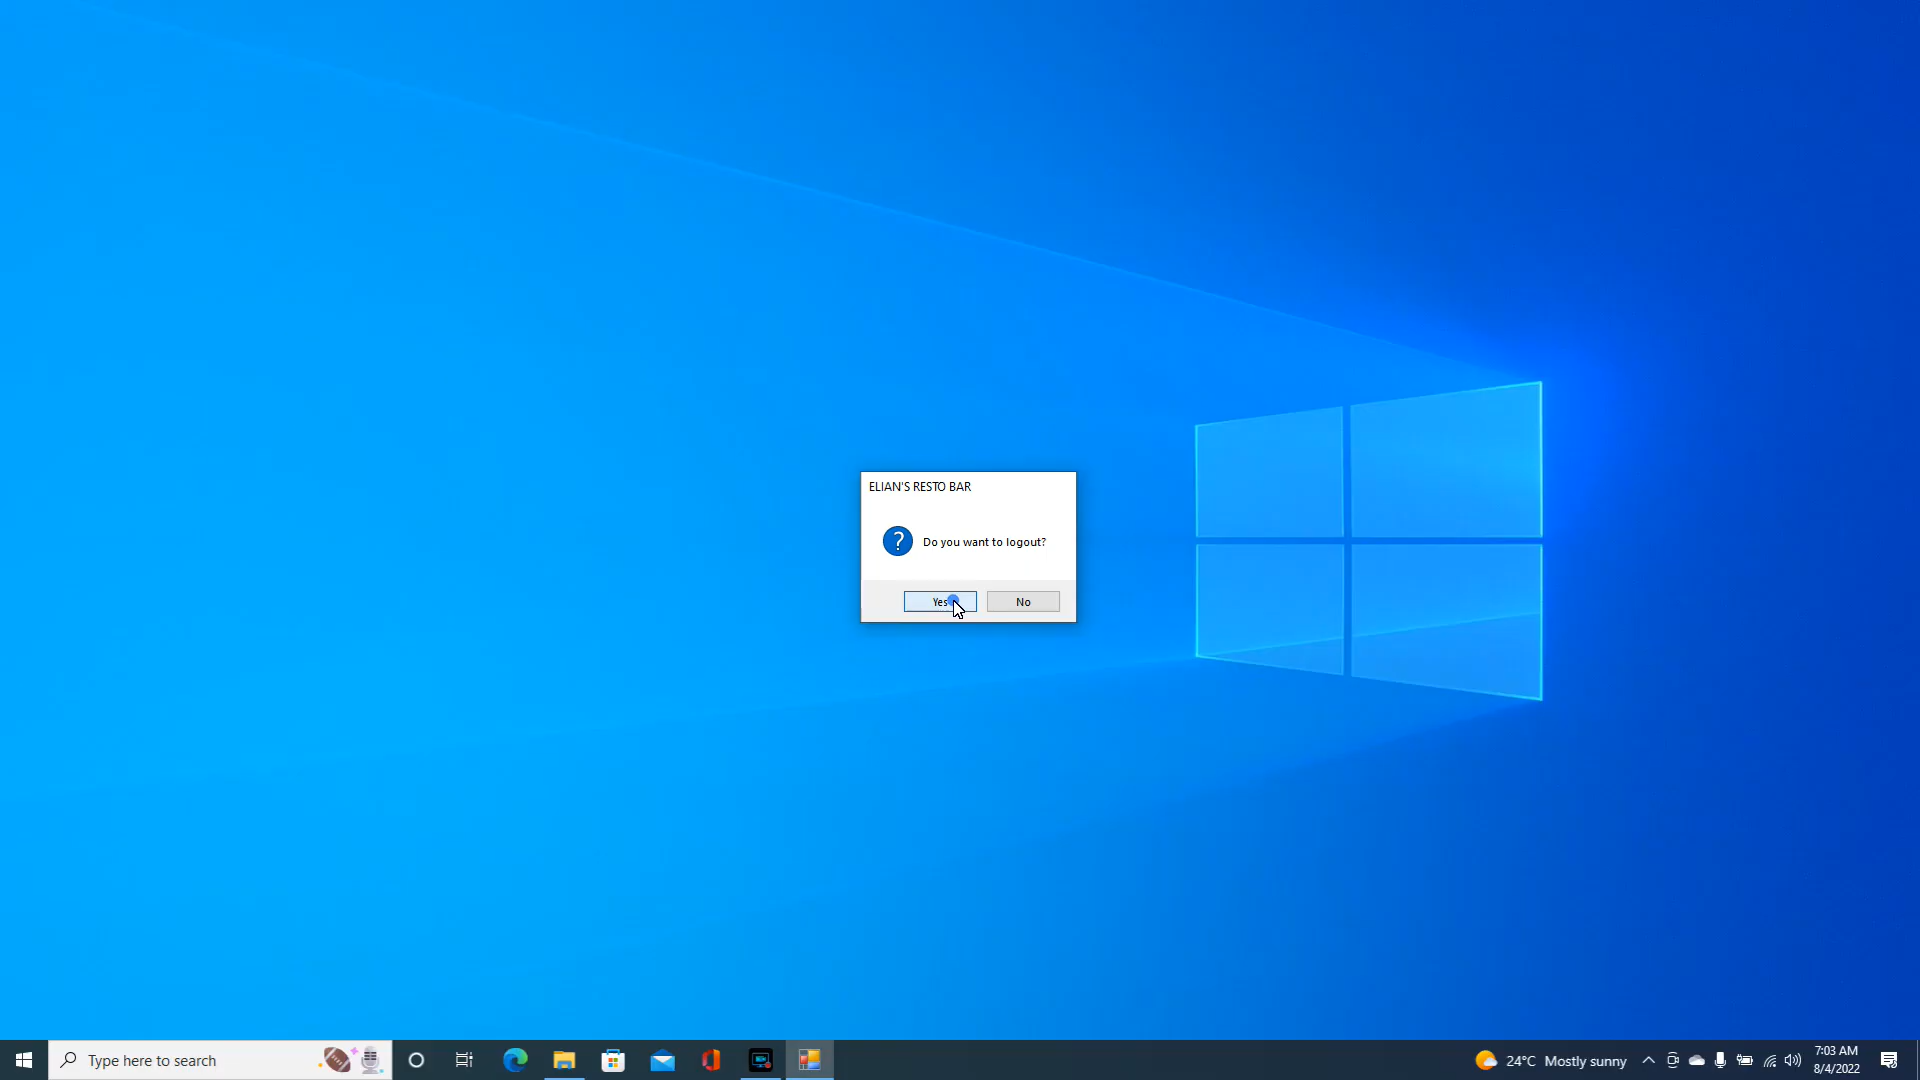 ELIAN'S RESTO BAR
?
Do you want to logout?
Yes
No
Type here to search
24°C Mostly sunny
7:03 AM
8/4/2022